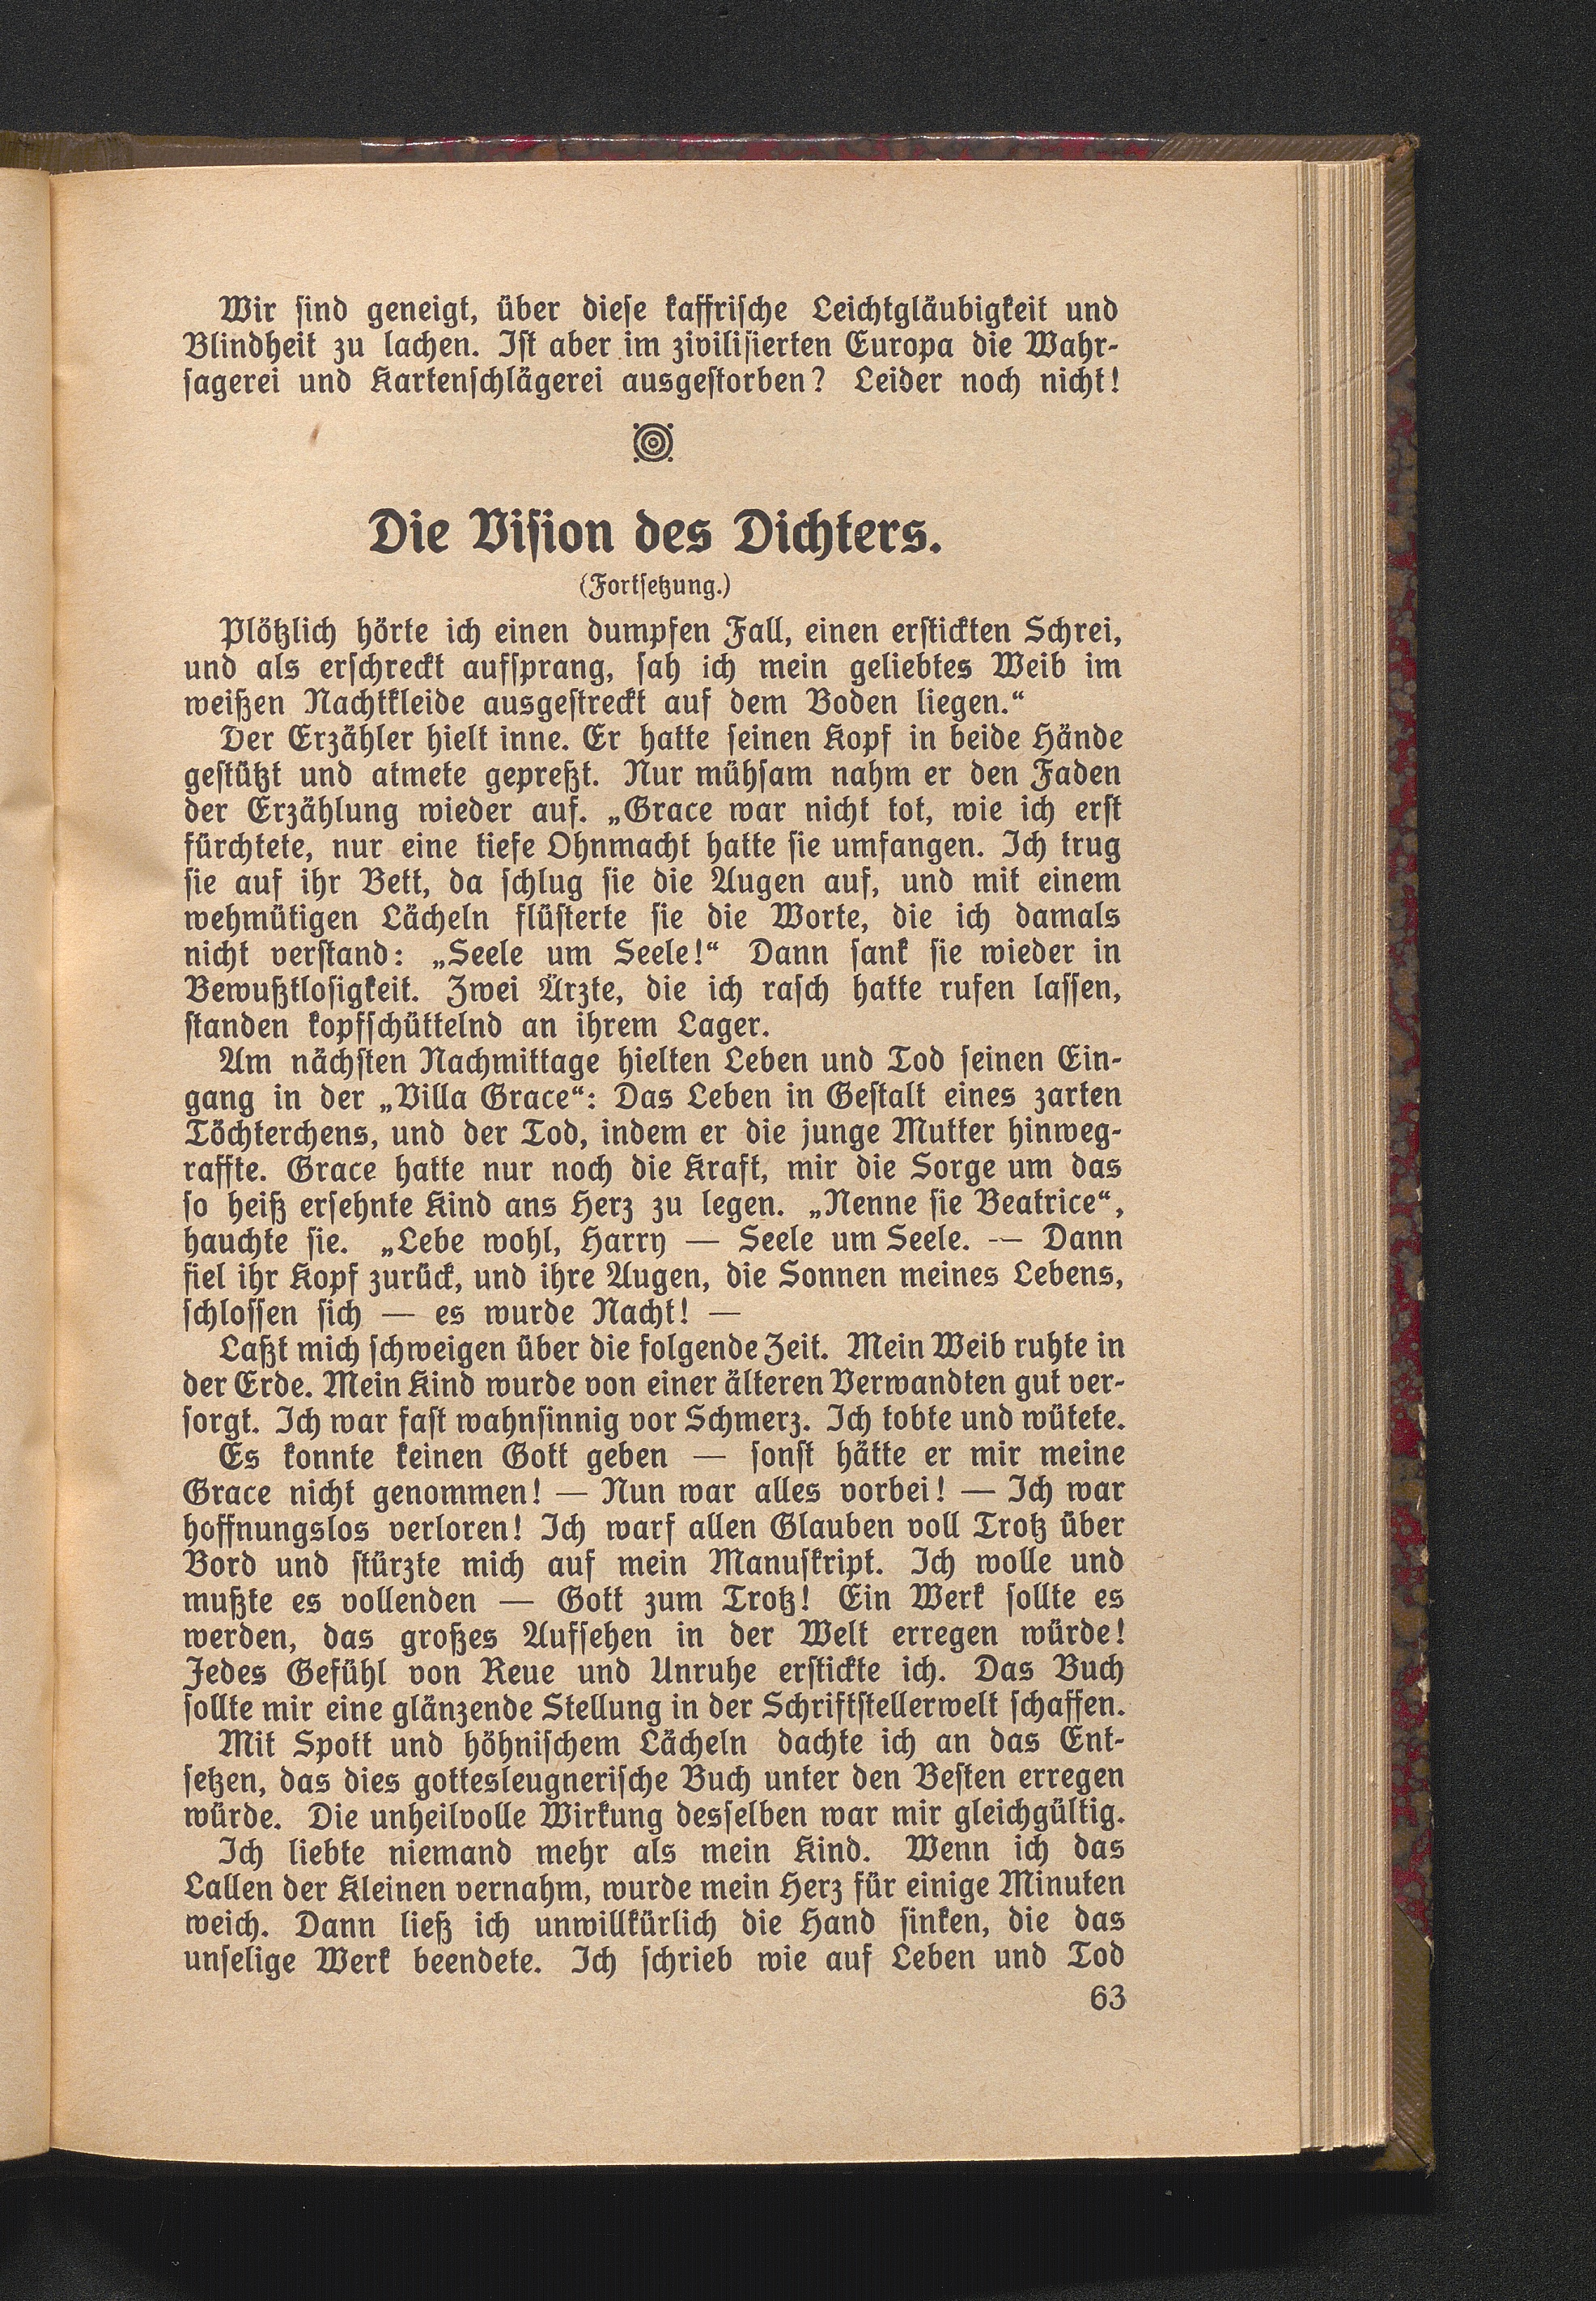 Wir sind geneigt, über diese kaffrische Leichtgläubigkeit und
Blindheit zu lachen. Ist aber im zivilisierten Europa die Wahr-
sagerei und Kartenschlägerei ausgestorben? Leider noch nicht!
Die Vision des Dichters.
(Fortsetzung.)
Plötzlich hörte ich einen dumpfen Fall, einen erstickten Schrei,
und als erschreckt aufsprang, sah ich mein geliebtes Weib im
weißen Nachtkleide ausgestreckt auf dem Boden liegen.“
Der Erzähler hielt inne. Er hatte seinen Kopf in beide Hände
gestützt und atmete gepreßt. Nur mühsam nahm er den Faden
der Erzählung wieder auf. „Grace war nicht tot, wie ich erst
fürchtete, nur eine tiefe Ohnmacht hatte sie umfangen. Ich trug
sie auf ihr Bett, da schlug sie die Augen auf, und mit einem
wehmütigen Lächeln flüsterte sie die Worte, die ich damals
nicht verstand: „Seele um Seele!“ Dann sank sie wieder in
Bewußtlosigkeit. Zwei Ärzte, die ich rasch hatte rufen lassen,
standen kopfschüttelnd an ihrem Lager.
Am nächsten Nachmittage hielten Leben und Tod seinen Ein-
gang in der „Villa Grace“: Das Leben in Gestalt eines zarten
Töchterchens, und der Tod, indem er die junge Mutter hinweg-
raffte. Grace hatte nur noch die Kraft, mir die Sorge um das
so heiß ersehnte Kind ans Herz zu legen. „Nenne sie Beatrice“,
hauchte sie. „Lebe wohl, Harry — Seele um Seele. — Dann
fiel ihr Kopf zurück, und ihre Augen, die Sonnen meines Lebens,
schlossen sich — es wurde Nacht! —
Laßt mich schweigen über die folgende Zeit. Mein Weib ruhte in
der Erde. Mein Kind wurde von einer älteren Verwandten gut ver-
sorgt. Ich war fast wahnsinnig vor Schmerz. Ich tobte und wütete.
Es konnte keinen Gott geben — sonst hätte er mir meine
Grace nicht genommen! — Nun war alles vorbei! — Ich war
hoffnungslos verloren! Ich warf allen Glauben voll Trotz über
Bord und stürzte mich auf mein Manuskript. Ich wolle und
mußte es vollenden — Gott zum Trotz! Ein Werk sollte es
werden, das großes Aufsehen in der Welt erregen würde!
Jedes Gefühl von Reue und Unruhe erstickte ich. Das Buch
sollte mir eine glänzende Stellung in der Schriftstellerwelt schaffen.
Mit Spott und höhnischem Lächeln dachte ich an das Ent-
setzen, das dies gottesleugnerische Buch unter den Besten erregen
würde. Die unheilvolle Wirkung desselben war mir gleichgültig.
Ich liebte niemand mehr als mein Kind. Wenn ich das
Lallen der Kleinen vernahm, wurde mein Herz für einige Minuten
weich. Dann ließ ich unwillkürlich die Hand sinken, die das
unselige Werk beendete. Ich schrieb wie auf Leben und Tod
63